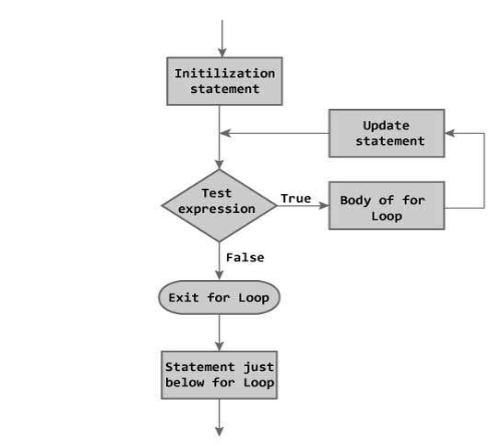 Initilization
statement
Update
statement
Test
expression
True
Body of for
Loop
False
Exit for Loop
Statement just
below for Loop